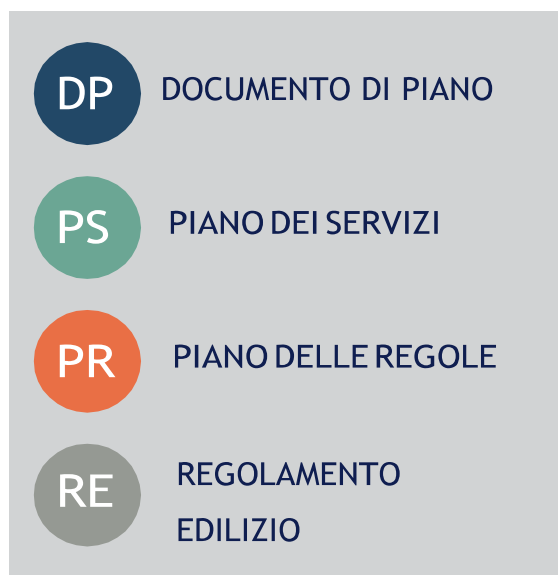 DP DOCUMENTO DI PIANO
PS PIANO DEI SERVIZI
PR PIANO DELLE REGOLE
RE REGOLAMENTO
EDILIZIO